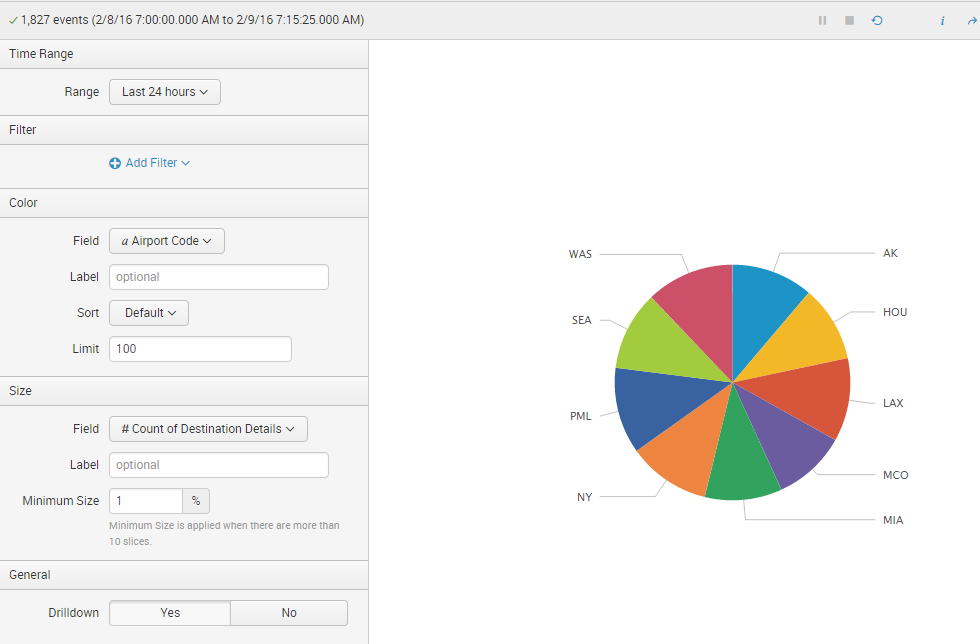 1,827 events (2/8/16 7:00:00.000 AM to 2/9/16 7:15:25.000 AM)
i
Time Range
Range Last 24 hours
Filter
Add Filter
Color
Field a Airport Code
Label optional
Sort Default
Limit 100
Size
Field # Count of Destination Details
Label optional
Minimum Size 1 %
Minimum Size is applied when there are more than
10 slices.
General
Drilldown Yes No
WAS AK
SEA HOU
LAX
PML
MCO
NY
MIA